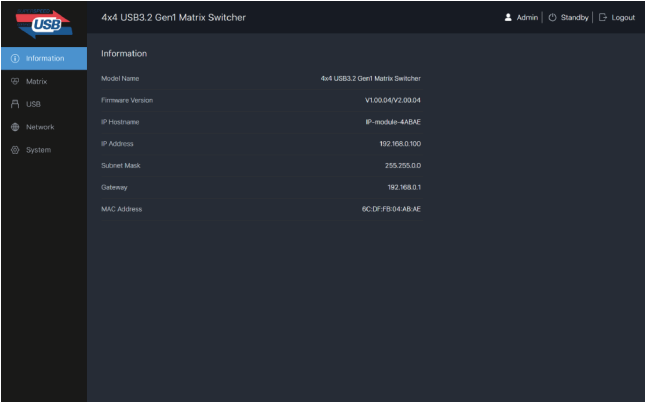 USB
4x4 USB3.2 Gen1 Matrix Switcher
Admin
Standby
Logout
Information
Matrix
USB
Network
System
Information
Model Name 4x4 USB3.2 Gen1 Matrix Switcher
Firmware Version V1.00.04/V2.00.04
IP Hostname IP-module-4ABAE
IP Address 192.168.0.100
Subnet Mask 255.255.0.0
Gateway 192.168.0.1
MAC Address 6C:DF:FB:04:AB:AE